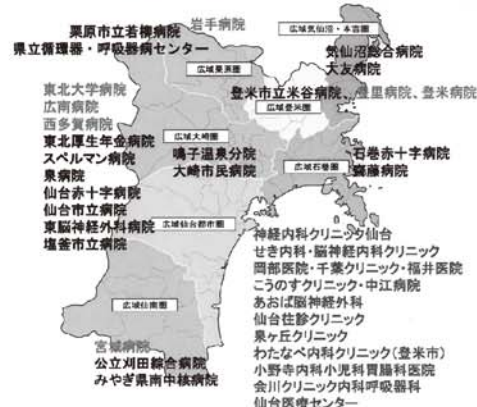 岩手病院
栗原市立若柳病院
県立循環器・呼吸器病センター
広域気仙沼・本吉圏
気仙沼総合病院
大友病院
広域栗原圏
登米市立米谷病院、豊里病院、登米病院
広域登米圏
東北大学病院
広南病院
西多賀病院
東北厚生年金病院
スペルマン病院
泉病院
仙台赤十字病院
仙台市立病院
東脳神経外科病院
塩釜市立病院
広域大崎圏
鳴子温泉分院
大崎市民病院
石巻赤十字病院
齋藤病院
広域石巻圏
広域仙台都市圏
神経内科クリニック仙台
せき内科・脳神経内科クリニック
岡部医院・千葉クリニック・福井医院
こうのすクリニック・中江病院
あおば脳神経外科
仙台往診クリニック
泉ヶ丘クリニック
わたなべ内科クリニック(登米市)
小野寺内科小児科胃腸科医院
会川クリニック内科呼吸器科
仙台医療センター
広域仙南圏
宮城病院
公立刈田綜合病院
みやぎ県南中核病院